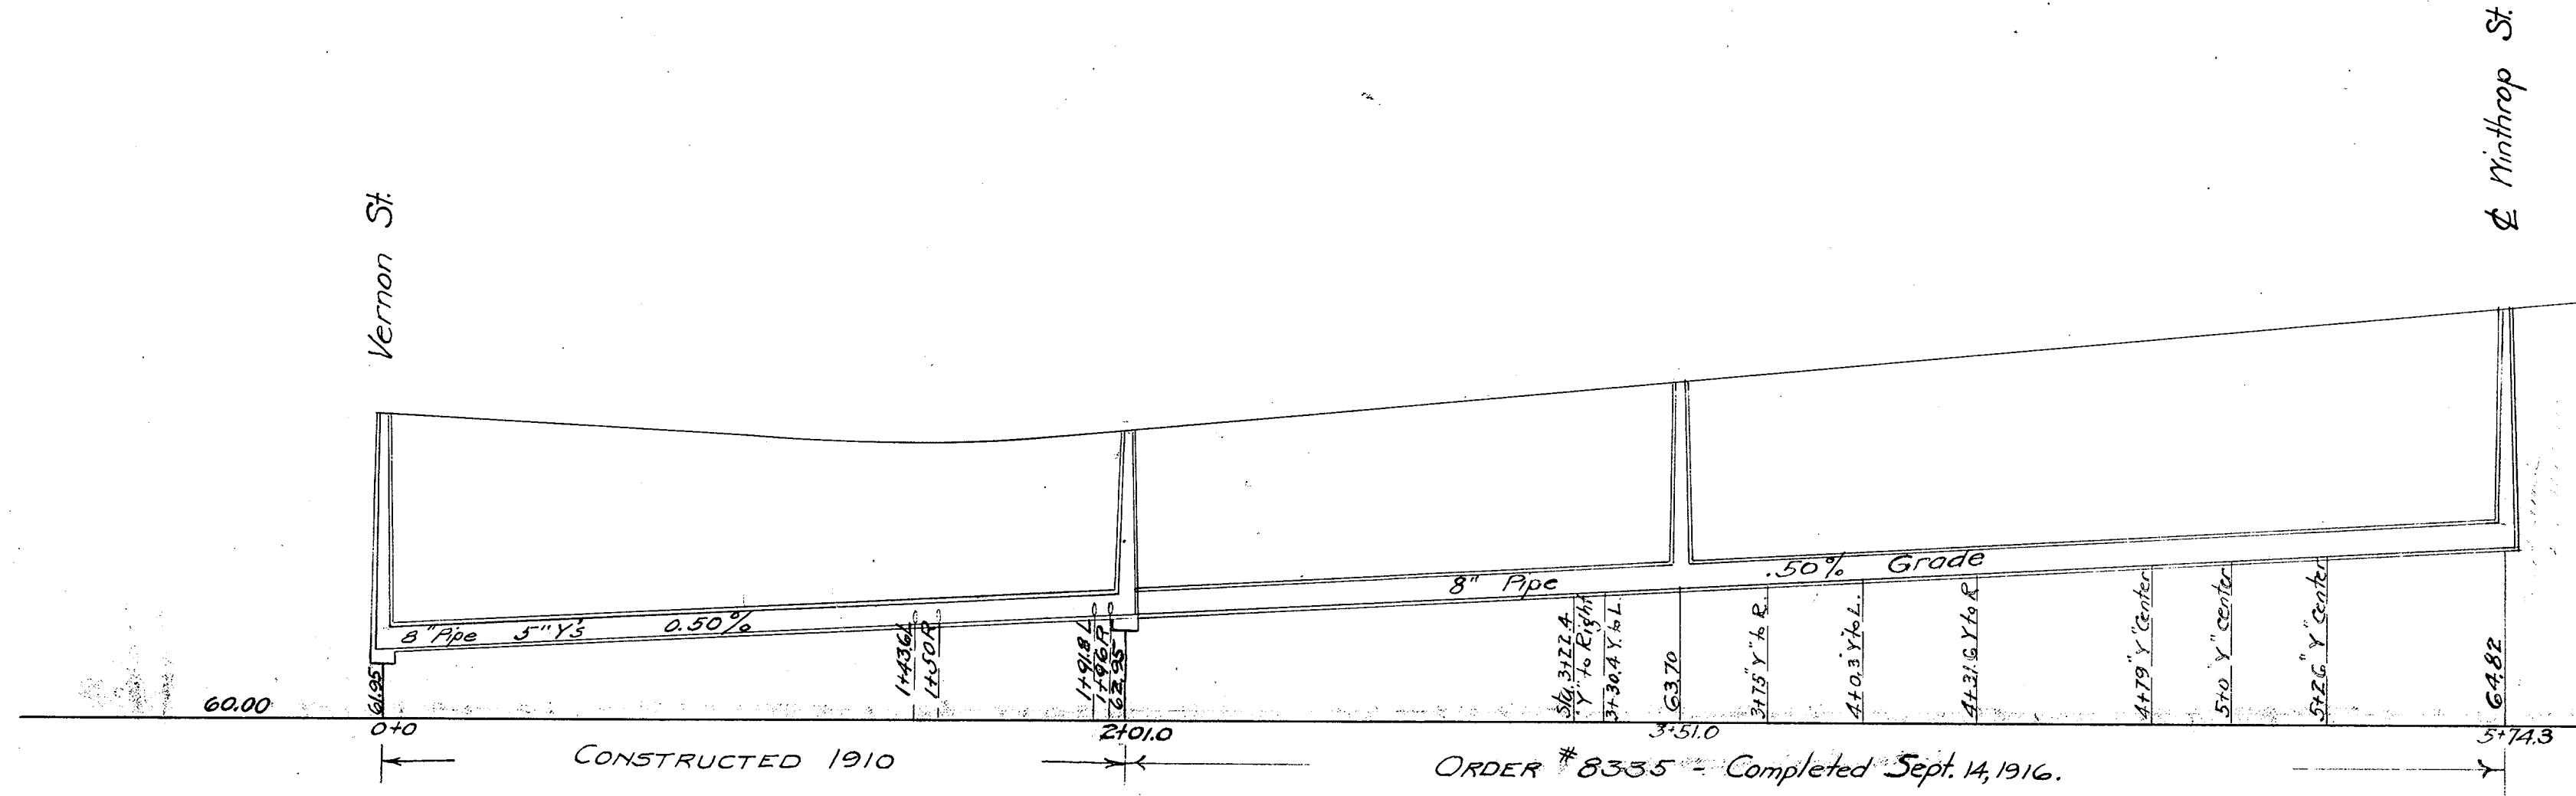 Vernon St.
℄ Winthrop St.
8" Pipe 5" Y's 0.50%
8" Pipe
.50% Grade
60.00
61.95
1+43.6 L
1+50 R
1+91.8 L
1+96 R
62.95
Sta. 3+22.4
"Y" to Right
3+30.4 Y to L.
63.70
3+75 "Y" to R.
4+0.3 "Y" to L.
4+31.6 Y to R
4+79 "Y" Center
5+0 "Y" center
5+26 "Y" center
64.82
0+0
2+01.0
3+51.0
5+74.3
CONSTRUCTED 1910
ORDER #8335 - Completed Sept. 14, 1916.